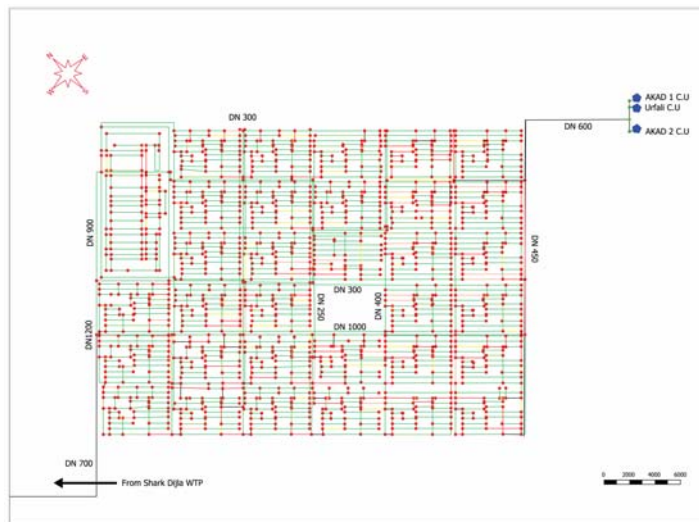 AKAD 1 C.U
Urfali C.U
AKAD 2 C.U
DN 300
DN 600
DN 900
DN 450
DN 300
DN 250
DN 400
DN 1000
DN1200
DN 700
From Shark Dijla WTP
0 2000 4000 6000